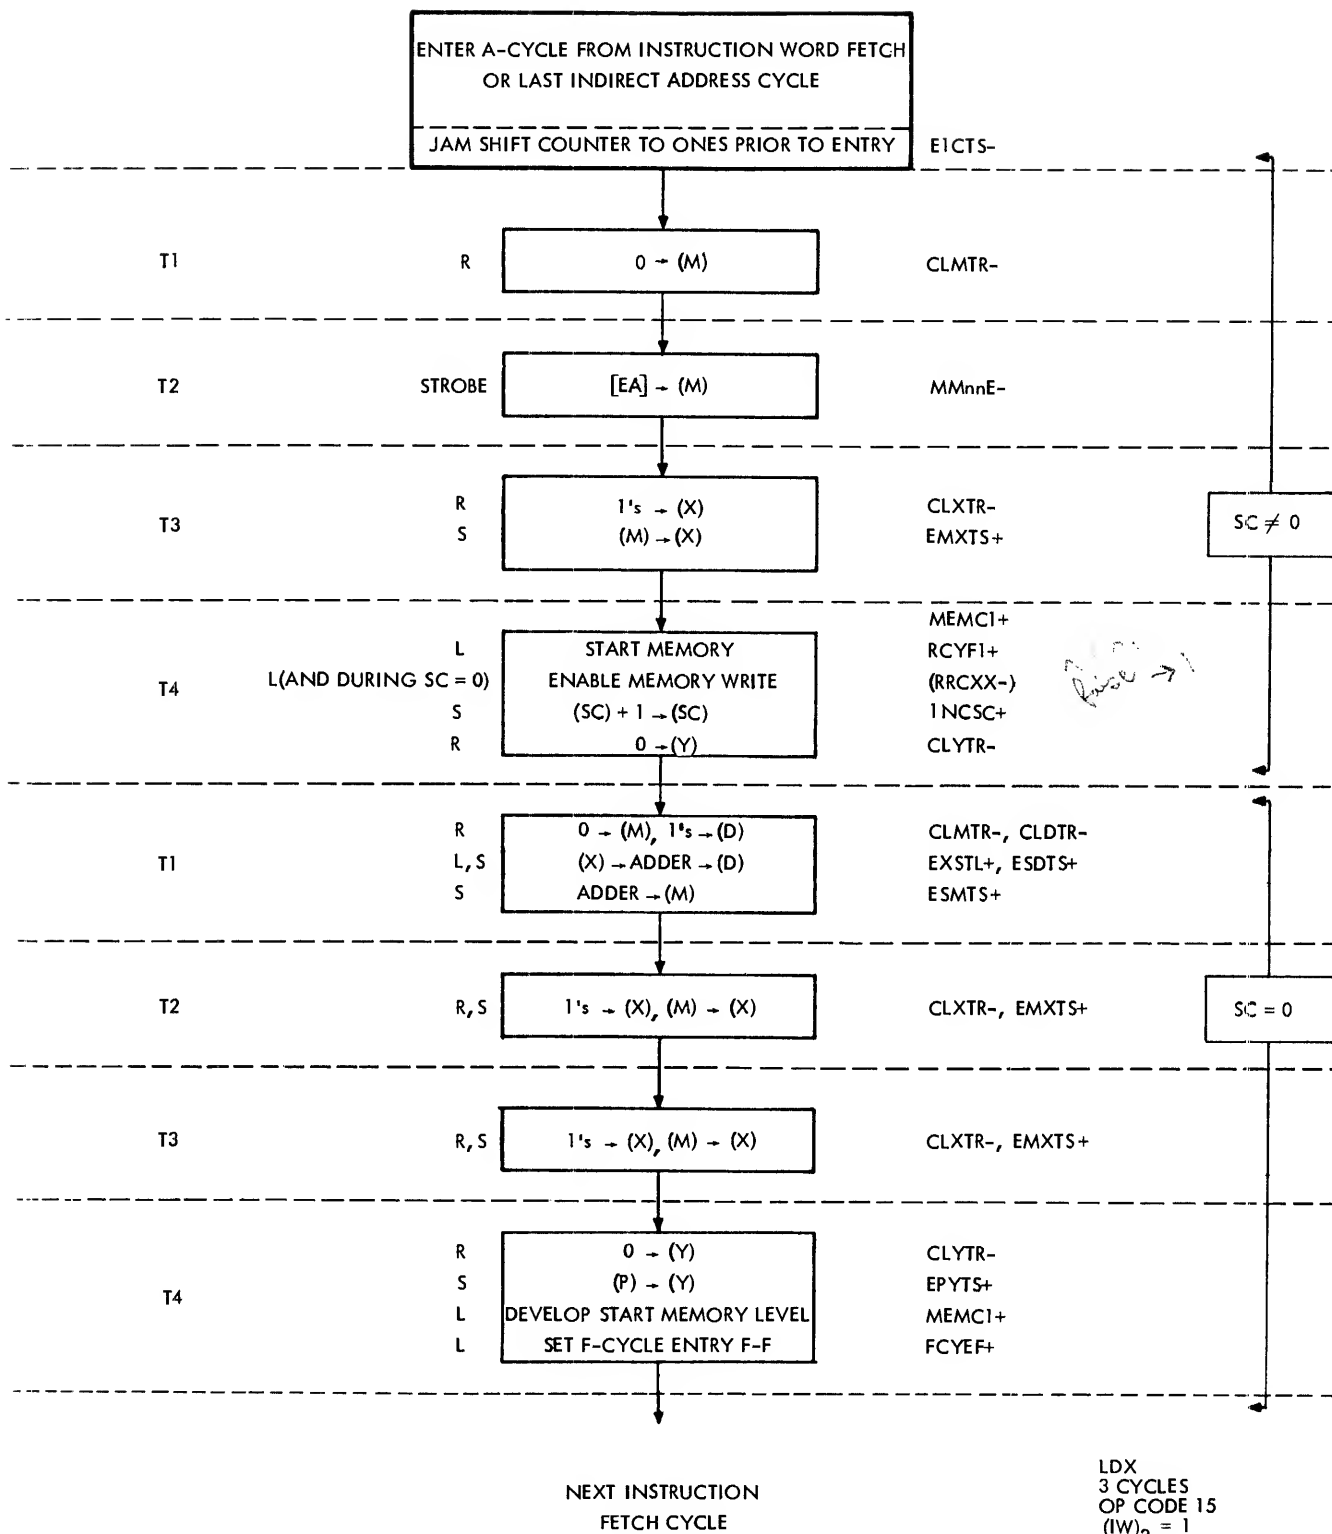 ENTER A-CYCLE FROM INSTRUCTION WORD FETCH
OR LAST INDIRECT ADDRESS CYCLE
JAM SHIFT COUNTER TO ONES PRIOR TO ENTRY E1CTS-
T1 R 0 → (M) CLMTR-
T2 STROBE [EA] → (M) MMnnE-
T3
R 1's → (X) CLXTR-
S (M) → (X) EMXTS+
SC ≠ 0
MEMC1+
T4
L START MEMORY RCYF1+
L(AND DURING SC = 0) ENABLE MEMORY WRITE (RRCXX-)
S (SC) + 1 → (SC) 1NCSC+
R 0 → (Y) CLYTR-
→ 1
T1
R 0 → (M), 1's → (D) CLMTR-, CLDTR-
L, S (X) → ADDER → (D) EXSTL+, ESDTS+
S ADDER → (M) ESMTS+
T2 R, S 1's → (X), (M) → (X) CLXTR-, EMXTS+
SC = 0
T3 R, S 1's → (X), (M) → (X) CLXTR-, EMXTS+
T4
R 0 → (Y) CLYTR-
S (P) → (Y) EPYTS+
L DEVELOP START MEMORY LEVEL MEMC1+
L SET F-CYCLE ENTRY F-F FCYEF+
NEXT INSTRUCTION
FETCH CYCLE
LDX
3 CYCLES
OP CODE 15
(IW)₂ = 1